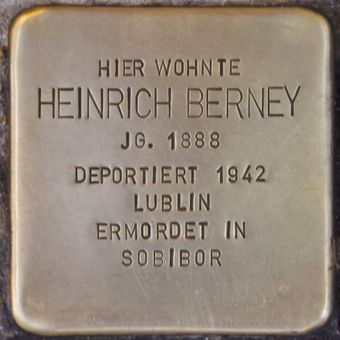 HIER WOHNTE
HEINRICH BERNEY
JG. 1888
DEPORTIERT 1942
LUBLIN
ERMORDET IN
SOBIBOR